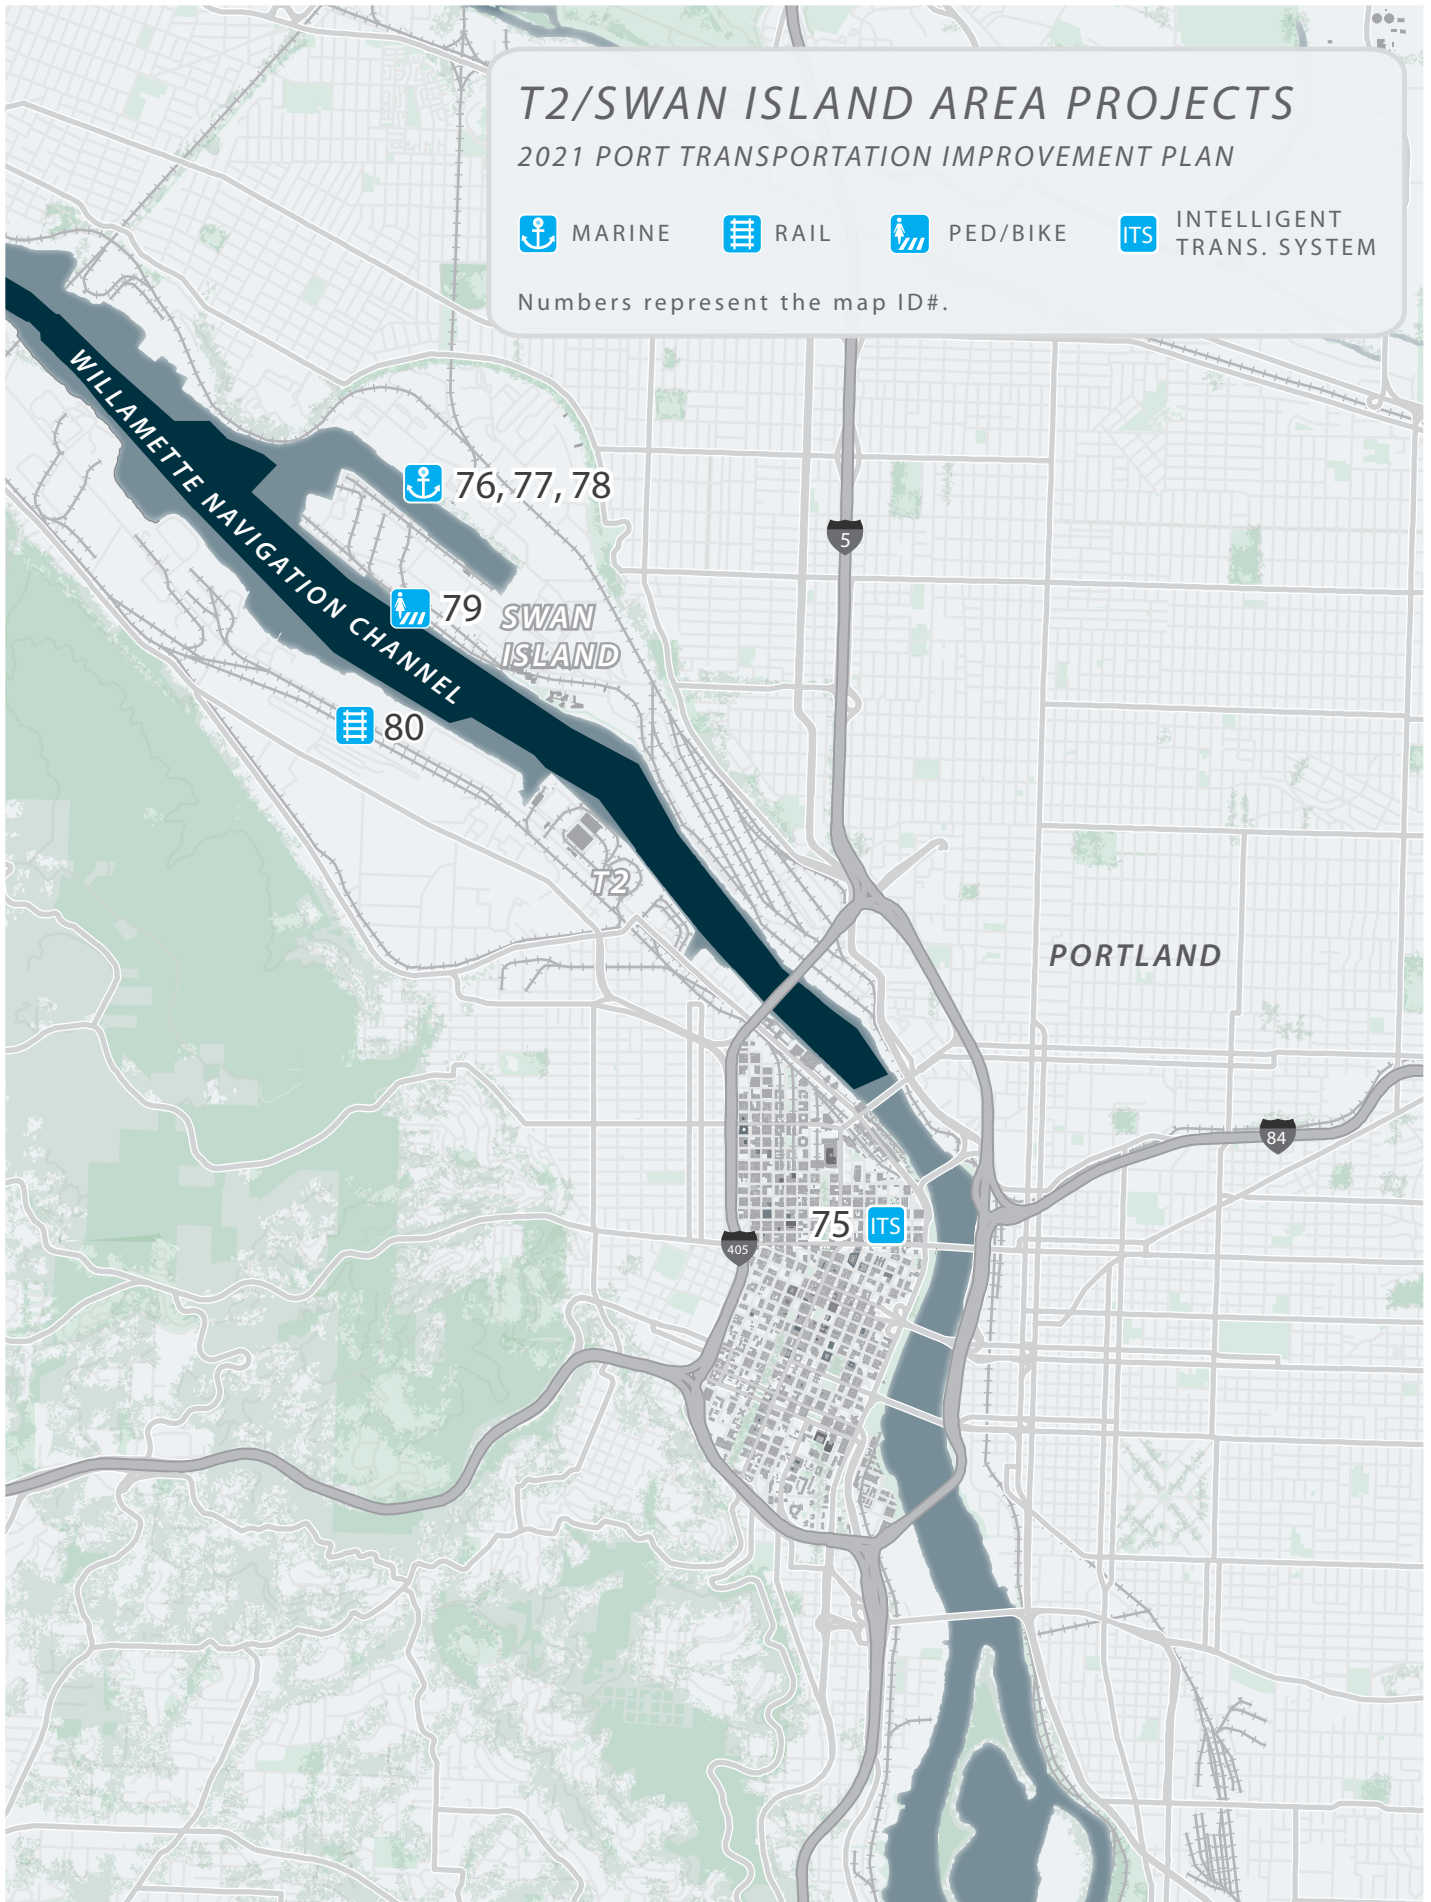 T2/SWAN ISLAND AREA PROJECTS
2021 PORT TRANSPORTATION IMPROVEMENT PLAN
MARINE
RAIL
PED/BIKE
ITS
INTELLIGENT
TRANS. SYSTEM
Numbers represent the map ID#.
WILLAMETTE NAVIGATION CHANNEL
76, 77, 78
5
79
SWAN
ISLAND
80
T2
PORTLAND
84
75
ITS
405